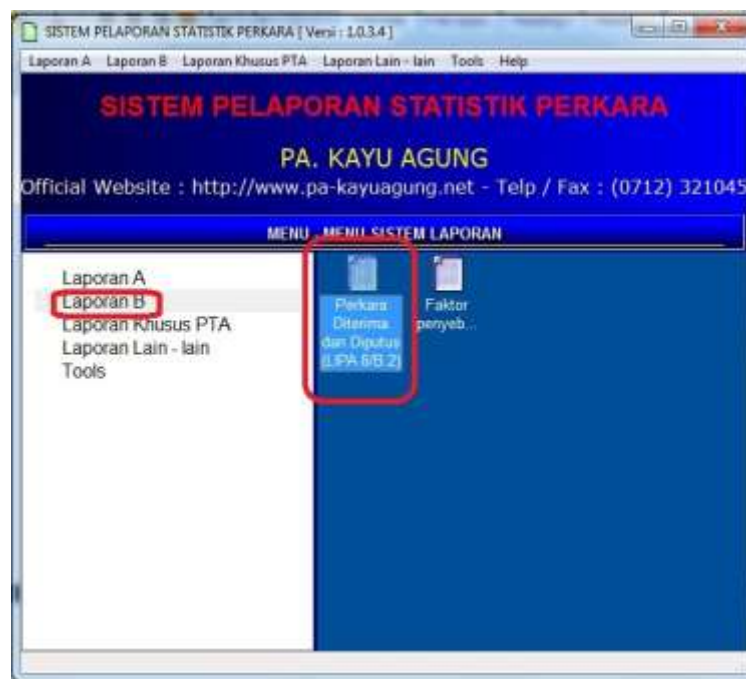 SISTEM PELAPORAN STATISTIK PERKARA [ Versi : 1.0.3.4 ]
Laporan A Laporan B Laporan Khusus PTA Laporan Lain - lain Tools Help
SISTEM PELAPORAN STATISTIK PERKARA
PA. KAYU AGUNG
Official Website : http://www.pa-kayuagung.net - Telp / Fax : (0712) 321045
MENU - MENU SISTEM LAPORAN
Laporan A
Laporan B
Laporan Khusus PTA
Laporan Lain - lain
Tools
Perkara
Diterima
dan Diputus
(LIPA 6/B.2)
Faktor
penyeb...